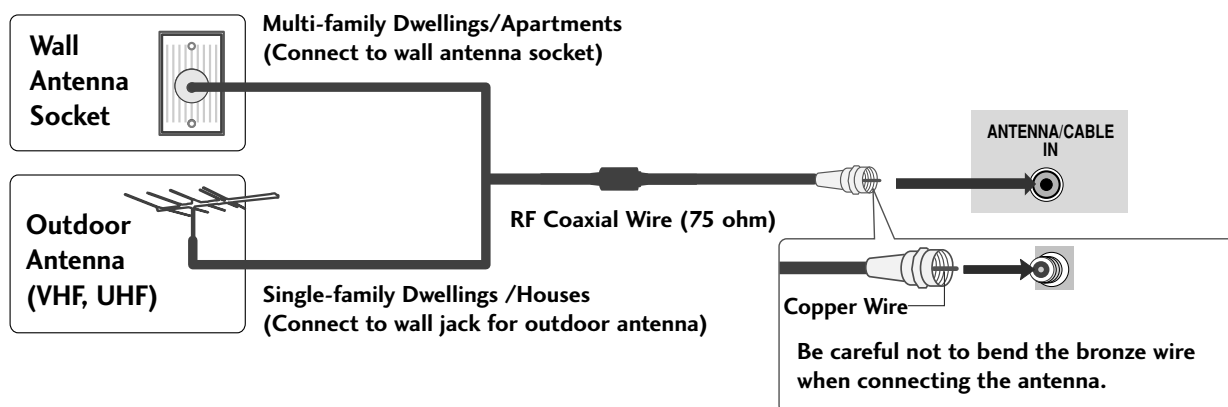 Wall
Antenna
Socket
Multi-family Dwellings/Apartments
(Connect to wall antenna socket)
Outdoor
Antenna
(VHF, UHF)
Single-family Dwellings /Houses
(Connect to wall jack for outdoor antenna)
RF Coaxial Wire (75 ohm)
ANTENNA/CABLE
IN
Copper Wire
Be careful not to bend the bronze wire
when connecting the antenna.